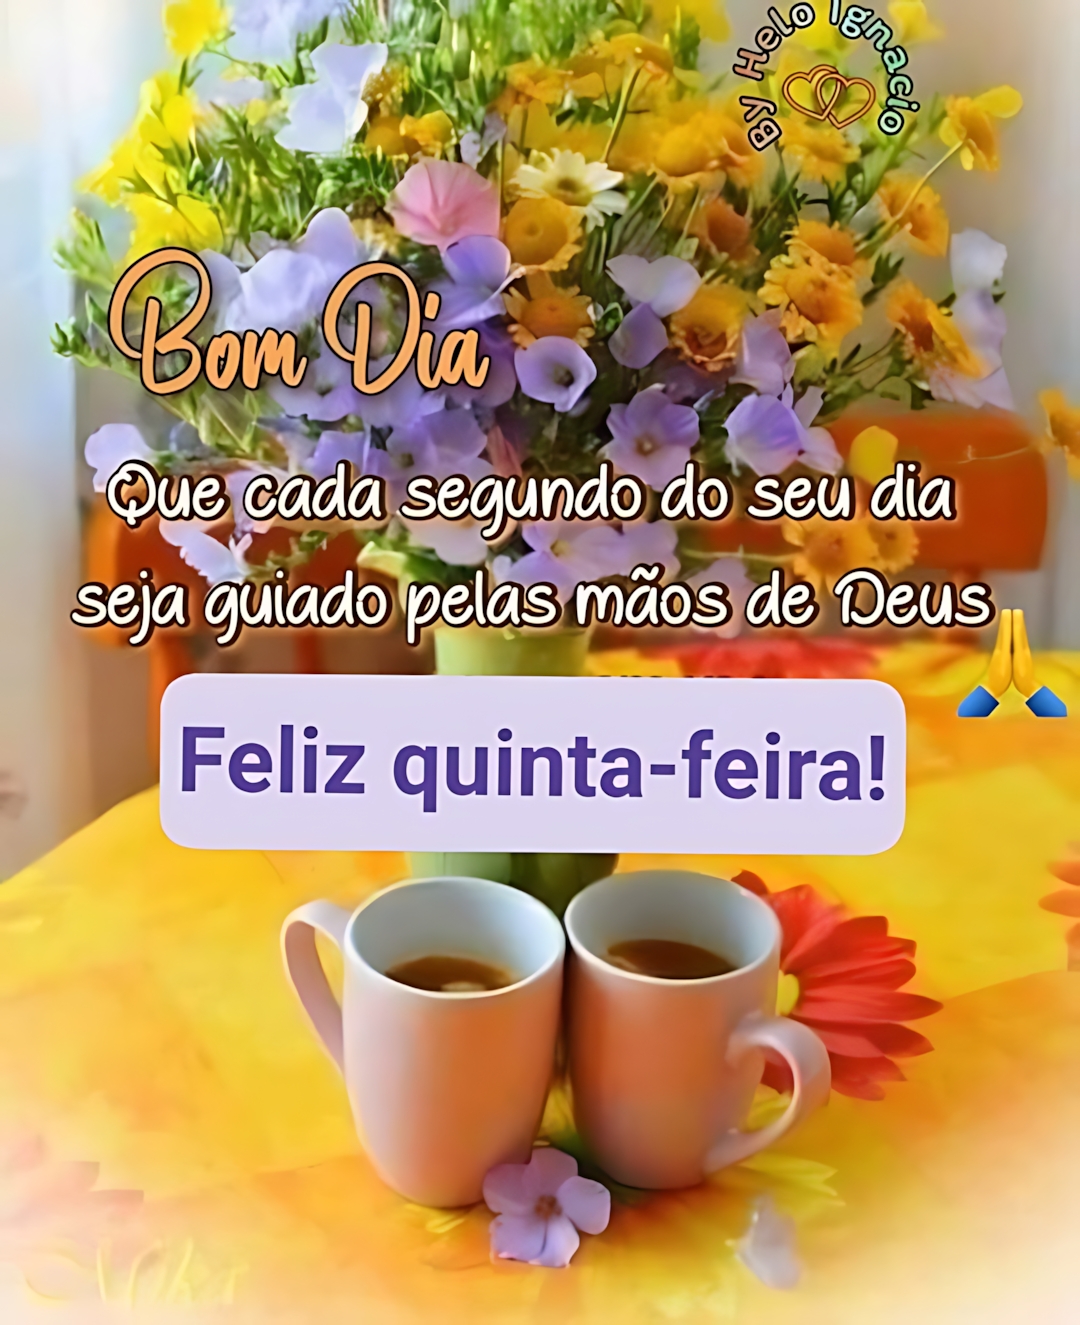 By Helo Ignacio
Bom Dia
Que cada segundo do seu dia
seja guiado pelas mãos de Deus
Feliz quinta-feira!